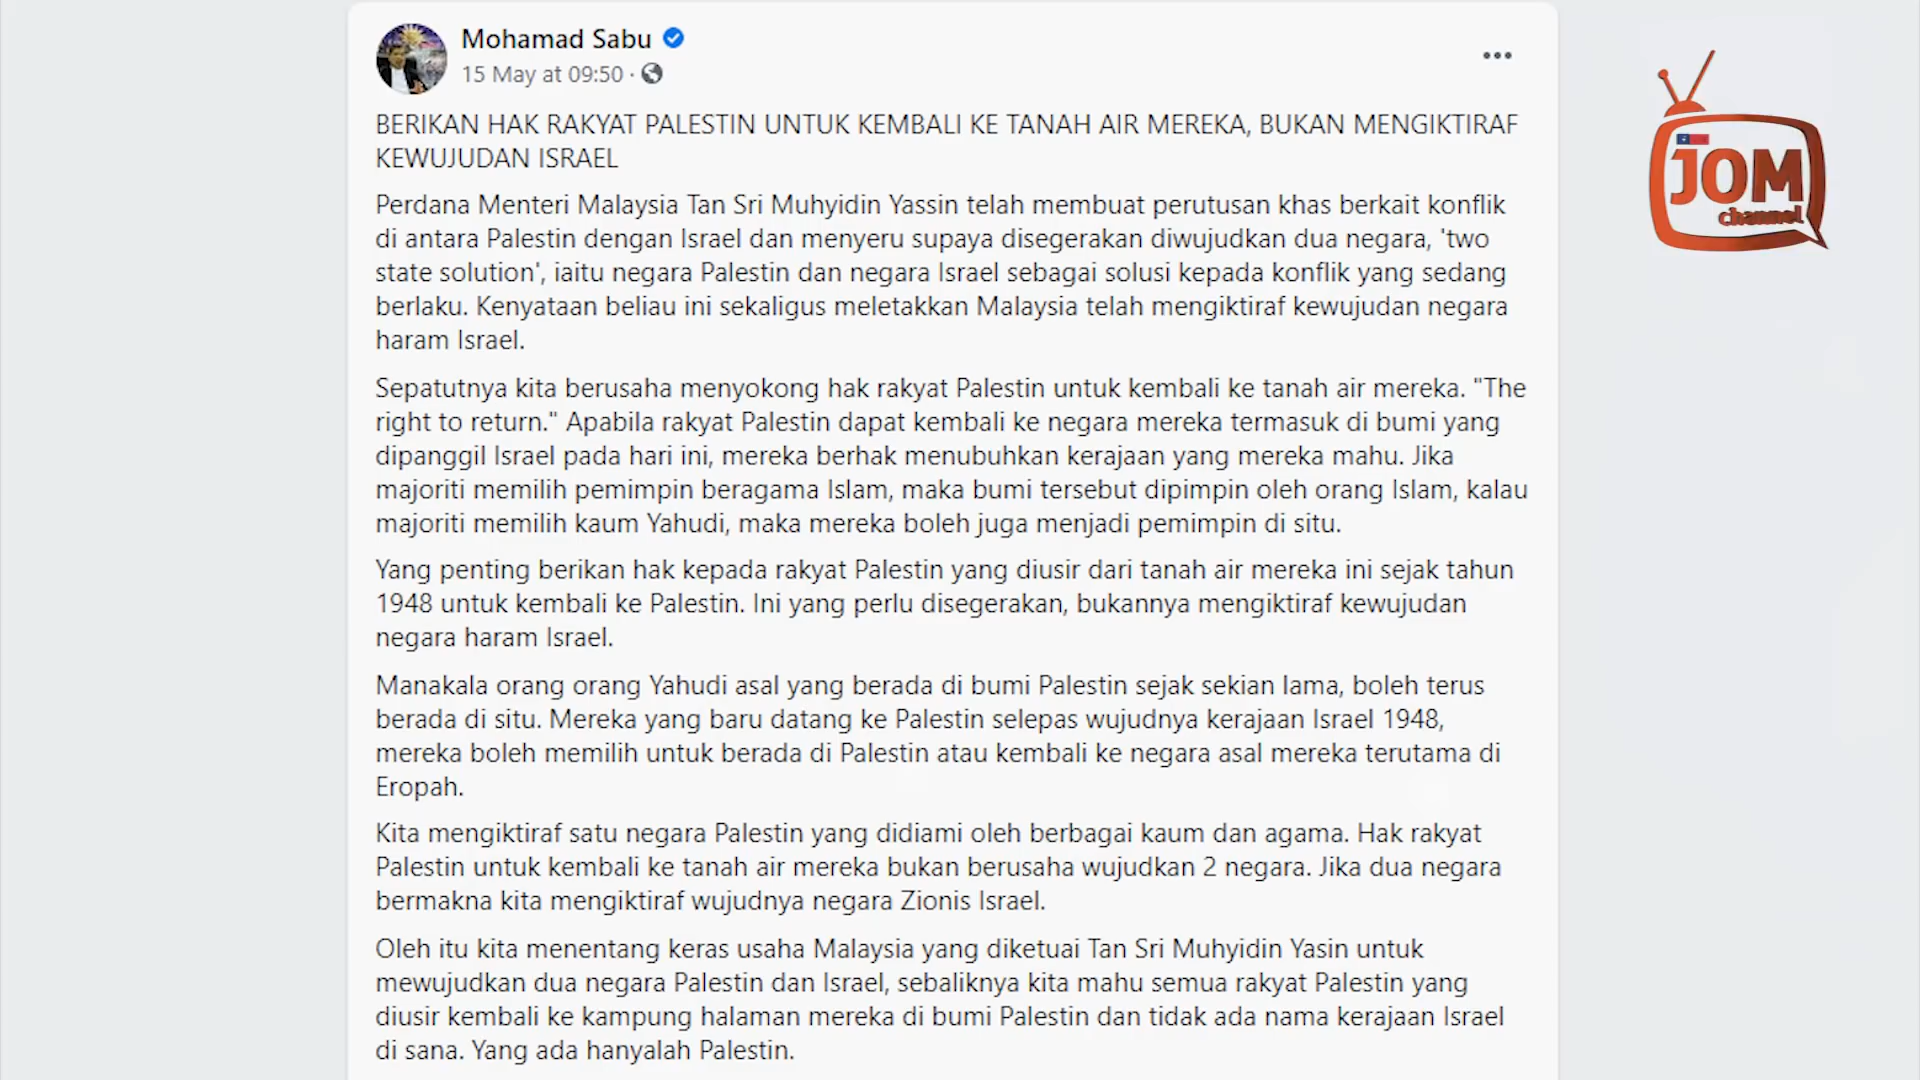 Mohamad Sabu
15 May at 09:50 ·
BERIKAN HAK RAKYAT PALESTIN UNTUK KEMBALI KE TANAH AIR MEREKA, BUKAN MENGIKTIRAF
KEWUJUDAN ISRAEL
Perdana Menteri Malaysia Tan Sri Muhyidin Yassin telah membuat perutusan khas berkait konflik
di antara Palestin dengan Israel dan menyeru supaya disegerakan diwujudkan dua negara, 'two
state solution', iaitu negara Palestin dan negara Israel sebagai solusi kepada konflik yang sedang
berlaku. Kenyataan beliau ini sekaligus meletakkan Malaysia telah mengiktiraf kewujudan negara
haram Israel.
Sepatutnya kita berusaha menyokong hak rakyat Palestin untuk kembali ke tanah air mereka. "The
right to return." Apabila rakyat Palestin dapat kembali ke negara mereka termasuk di bumi yang
dipanggil Israel pada hari ini, mereka berhak menubuhkan kerajaan yang mereka mahu. Jika
majoriti memilih pemimpin beragama Islam, maka bumi tersebut dipimpin oleh orang Islam, kalau
majoriti memilih kaum Yahudi, maka mereka boleh juga menjadi pemimpin di situ.
Yang penting berikan hak kepada rakyat Palestin yang diusir dari tanah air mereka ini sejak tahun
1948 untuk kembali ke Palestin. Ini yang perlu disegerakan, bukannya mengiktiraf kewujudan
negara haram Israel.
Manakala orang orang Yahudi asal yang berada di bumi Palestin sejak sekian lama, boleh terus
berada di situ. Mereka yang baru datang ke Palestin selepas wujudnya kerajaan Israel 1948,
mereka boleh memilih untuk berada di Palestin atau kembali ke negara asal mereka terutama di
Eropah.
Kita mengiktiraf satu negara Palestin yang didiami oleh berbagai kaum dan agama. Hak rakyat
Palestin untuk kembali ke tanah air mereka bukan berusaha wujudkan 2 negara. Jika dua negara
bermakna kita mengiktiraf wujudnya negara Zionis Israel.
Oleh itu kita menentang keras usaha Malaysia yang diketuai Tan Sri Muhyidin Yasin untuk
mewujudkan dua negara Palestin dan Israel, sebaliknya kita mahu semua rakyat Palestin yang
diusir kembali ke kampung halaman mereka di bumi Palestin dan tidak ada nama kerajaan Israel
di sana. Yang ada hanyalah Palestin.
JOM
channel